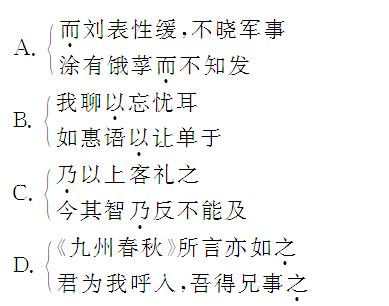 A. 而刘表性缓，不晓军事
涂有饿莩而不知发
B. 我聊以忘忧耳
如惠语以让单于
C. 乃以上客礼之
今其智乃反不能及
D. 《九州春秋》所言亦如之
君为我呼人，吾得兄事之